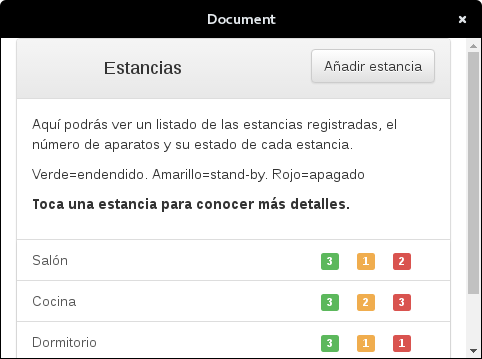 Document
Estancias
Añadir estancia
Aquí podrás ver un listado de las estancias registradas, el
número de aparatos y su estado de cada estancia.
Verde=endendido. Amarillo=stand-by. Rojo=apagado
Toca una estancia para conocer más detalles.
Salón 3 1 2
Cocina 3 2 3
Dormitorio 3 1 1